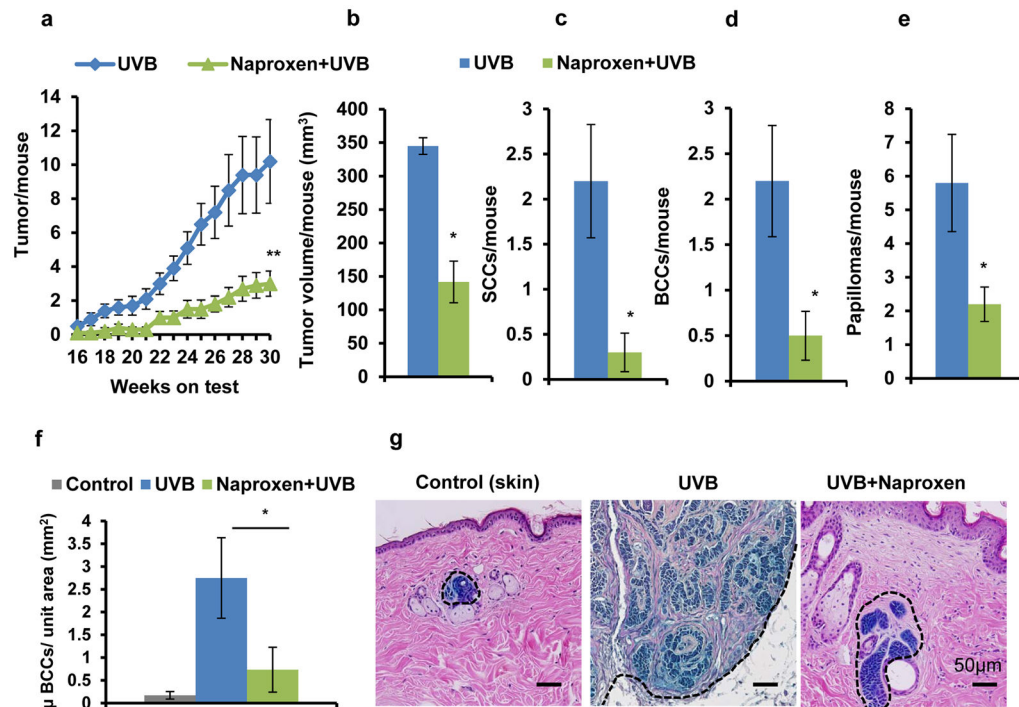 a
b
c
d
e
UVB
Naproxen+UVB
UVB
Naproxen+UVB
Tumor/mouse
14
12
10
8
6
4
2
0
16 18 20 22 24 26 28 30
Weeks on test
**
Tumor volume/mouse (mm³)
400
350
300
250
200
150
100
50
0
*
SCCs/mouse
3
2.5
2
1.5
1
0.5
0
*
BCCs/mouse
3
2.5
2
1.5
1
0.5
0
*
Papillomas/mouse
8
7
6
5
4
3
2
1
0
*
f
g
Control UVB Naproxen+UVB
µ BCCs/ unit area (mm²)
4
3.5
3
2.5
2
1.5
1
0.5
0
*
Control (skin)
UVB
UVB+Naproxen
50µm